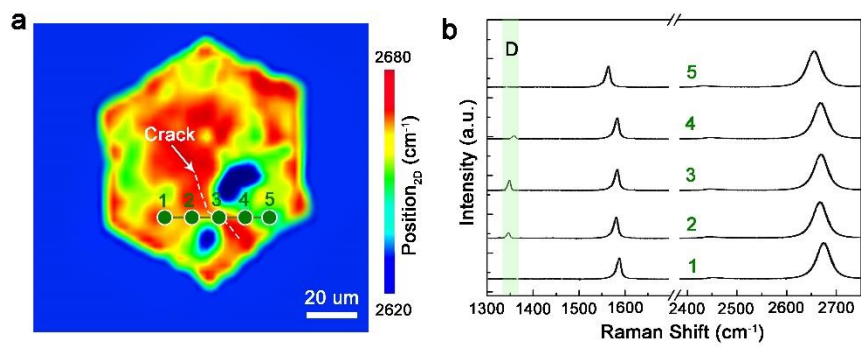 a
Crack
1 2 3 4 5
20 um
2680
Position2D (cm-1)
2620
b
D
5
4
3
2
1
Intensity (a.u.)
1300 1400 1500 1600 2400 2500 2600 2700
Raman Shift (cm-1)